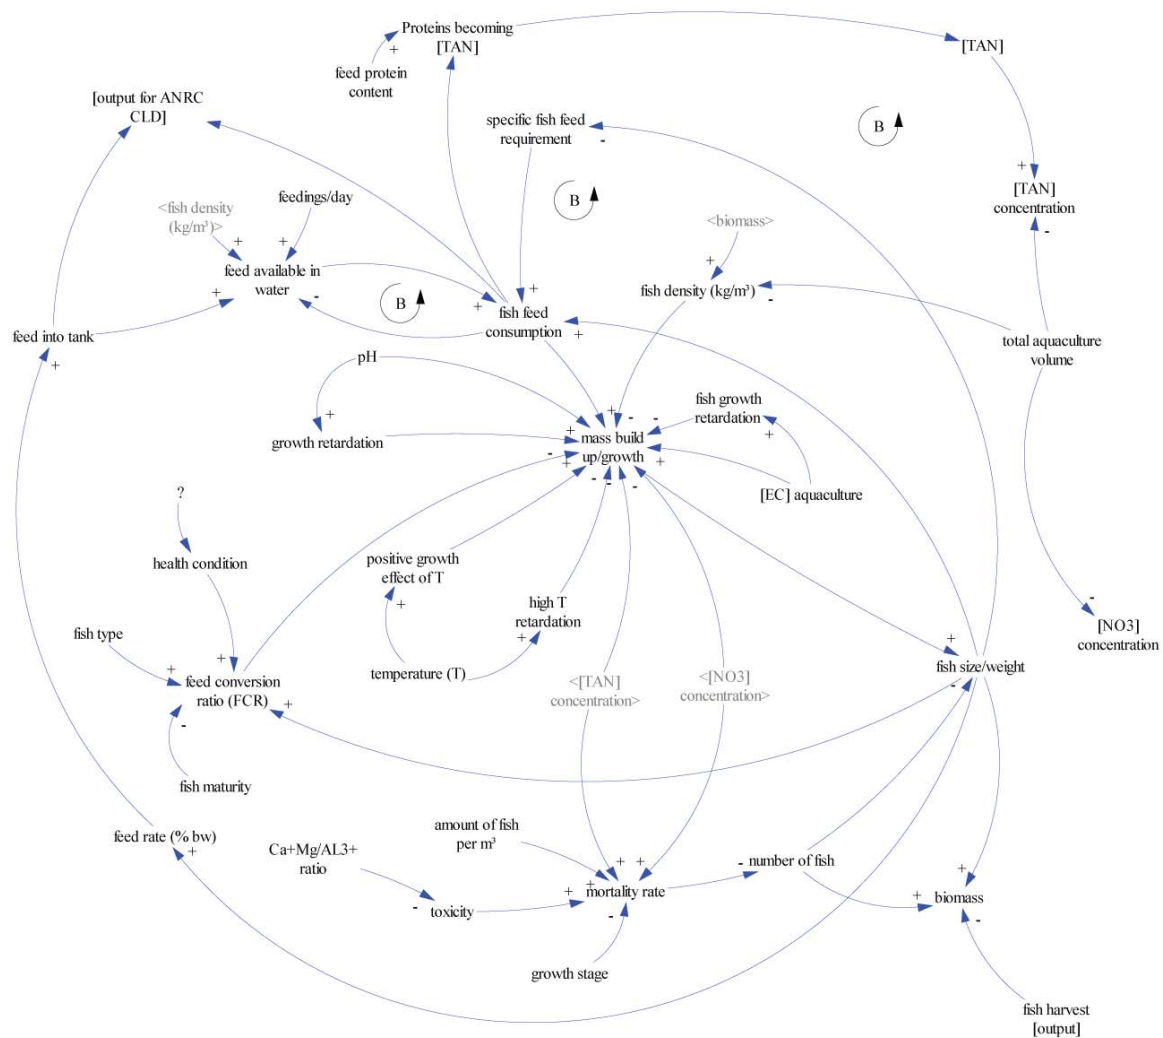 Proteins becoming
[TAN]
+
feed protein
content
[TAN]
[output for ANRC
CLD]
specific fish feed
requirement
-
B
+
[TAN]
concentration
-
B
<fish density
(kg/m³)>
feedings/day
<biomass>
+
+
+
feed available in
water
+
-
+
fish density (kg/m³)
-
B
+
+
fish feed
consumption
+
feed into tank
+
total aquaculture
volume
pH
+
growth retardation
fish growth
retardation
+
+
-
-
+
mass build
up/growth
-
+
+
-
-
-
[EC] aquaculture
?
health condition
positive growth
effect of T
+
high T
retardation
+
temperature (T)
-
[NO3]
concentration
fish type
+
+
feed conversion
ratio (FCR)
+
-
fish maturity
<[TAN]
concentration>
<[NO3]
concentration>
+
fish size/weight
-
feed rate (% bw)
+
Ca+Mg/AL3+
ratio
amount of fish
per m³
-
toxicity
+
+
+
+
mortality rate
-
growth stage
-
number of fish
+
+
biomass
-
fish harvest
[output]